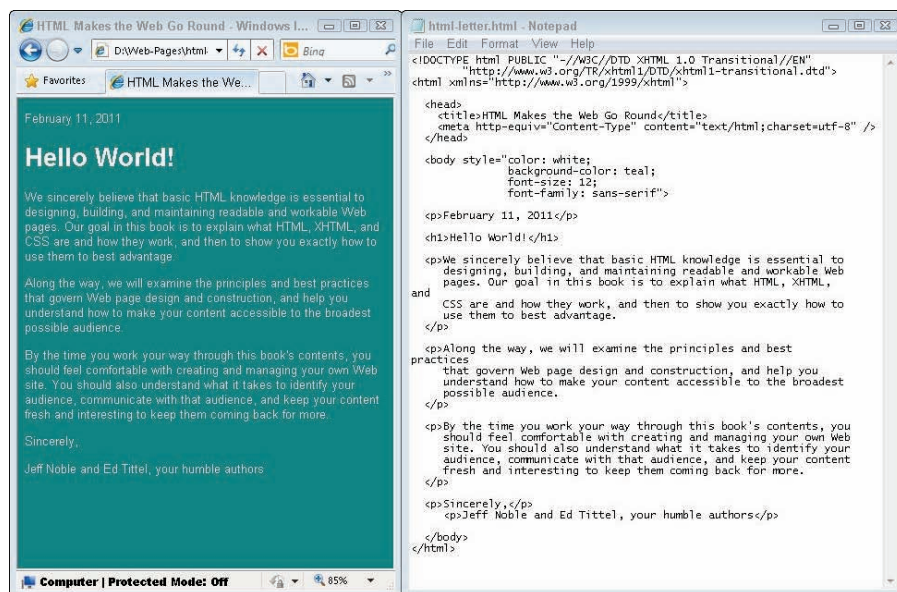 HTML Makes the Web Go Round - Windows I...
D:\Web-Pages\html-
Bing
Favorites
HTML Makes the We...
February 11, 2011
Hello World!
We sincerely believe that basic HTML knowledge is essential to
designing, building, and maintaining readable and workable Web
pages. Our goal in this book is to explain what HTML, XHTML, and
CSS are and how they work, and then to show you exactly how to
use them to best advantage.
Along the way, we will examine the principles and best practices
that govern Web page design and construction, and help you
understand how to make your content accessible to the broadest
possible audience.
By the time you work your way through this book's contents, you
should feel comfortable with creating and managing your own Web
site. You should also understand what it takes to identify your
audience, communicate with that audience, and keep your content
fresh and interesting to keep them coming back for more.
Sincerely,
Jeff Noble and Ed Tittel, your humble authors
Computer | Protected Mode: Off
85%
html-letter.html - Notepad
File Edit Format View Help
<!DOCTYPE html PUBLIC "-//W3C//DTD XHTML 1.0 Transitional//EN"
"http://www.w3.org/TR/xhtml1/DTD/xhtml1-transitional.dtd">
<html xmlns="http://www.w3.org/1999/xhtml">
<head>
<title>HTML Makes the Web Go Round</title>
<meta http-equiv="Content-Type" content="text/html;charset=utf-8" />
</head>
<body style="color: white;
background-color: teal;
font-size: 12;
font-family: sans-serif">
<p>February 11, 2011</p>
<h1>Hello World!</h1>
<p>We sincerely believe that basic HTML knowledge is essential to
designing, building, and maintaining readable and workable Web
pages. Our goal in this book is to explain what HTML, XHTML,
and
CSS are and how they work, and then to show you exactly how to
use them to best advantage.
</p>
<p>Along the way, we will examine the principles and best
practices
that govern Web page design and construction, and help you
understand how to make your content accessible to the broadest
possible audience.
</p>
<p>By the time you work your way through this book's contents, you
should feel comfortable with creating and managing your own Web
site. You should also understand what it takes to identify your
audience, communicate with that audience, and keep your content
fresh and interesting to keep them coming back for more.
</p>
<p>Sincerely,</p>
<p>Jeff Noble and Ed Tittel, your humble authors</p>
</body>
</html>